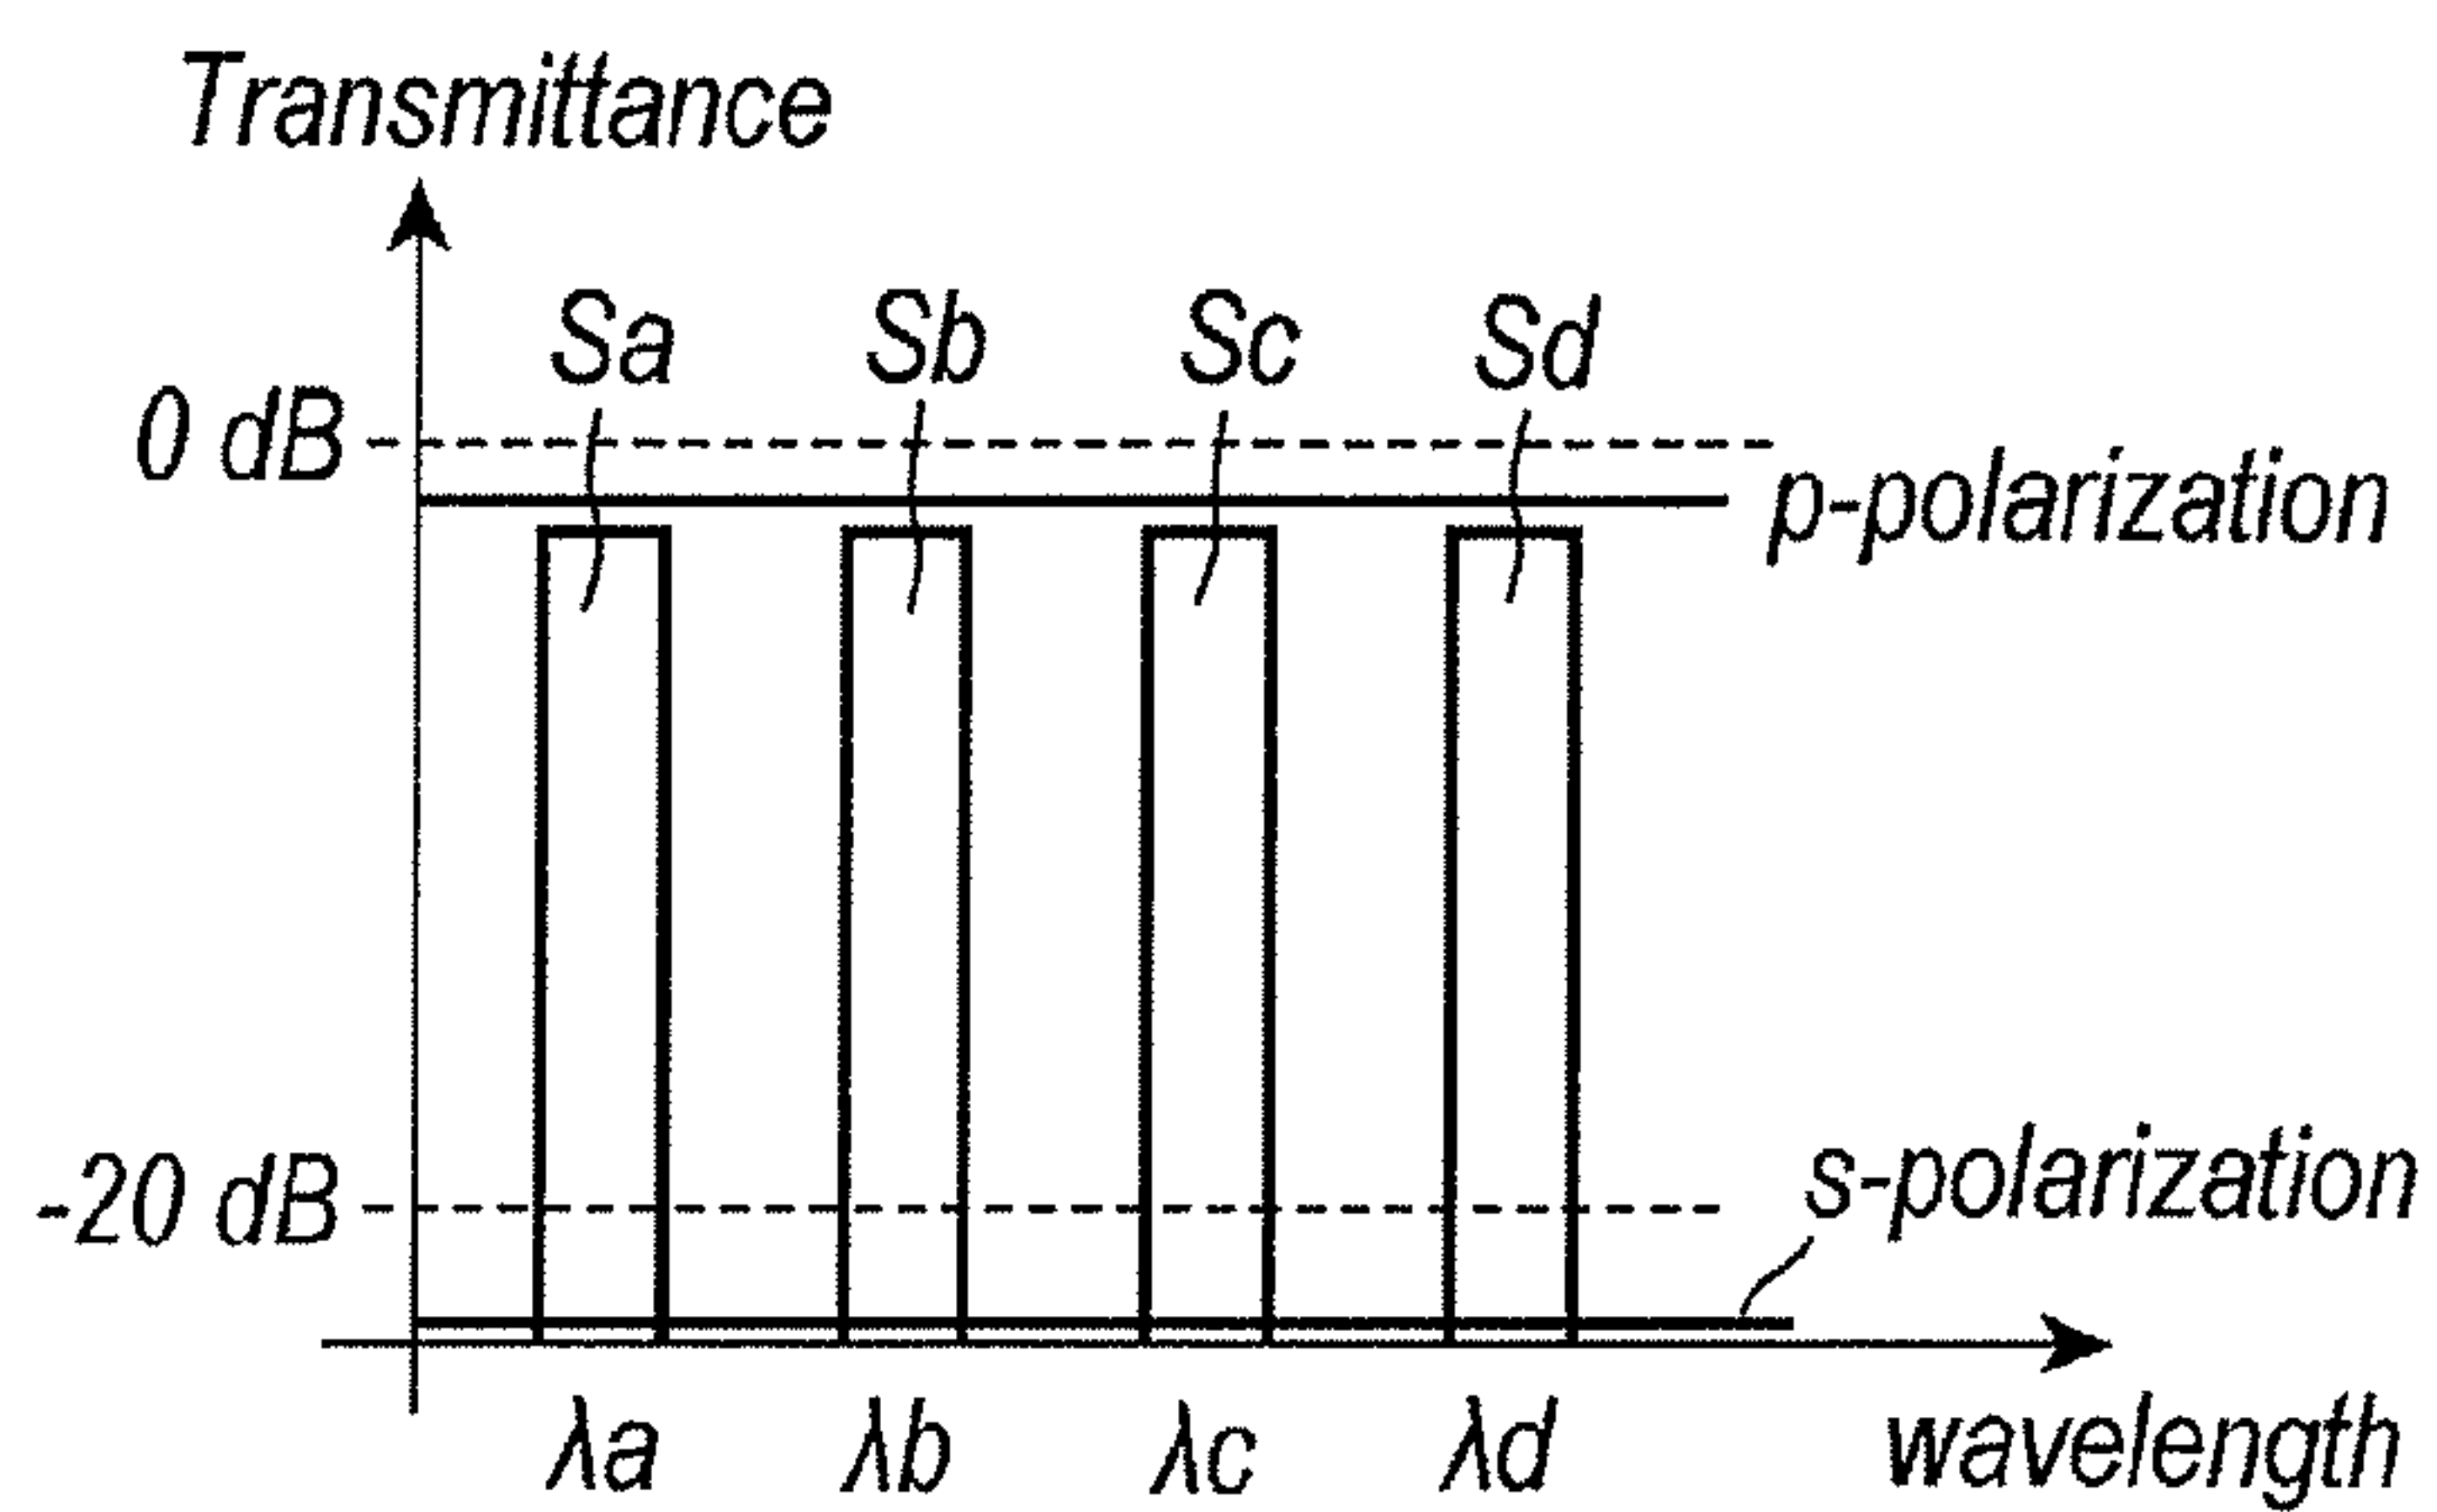 Transmittance
Sa Sb Sc Sd
0 dB
p-polarization
-20 dB
s-polarization
λa λb λc λd
wavelength